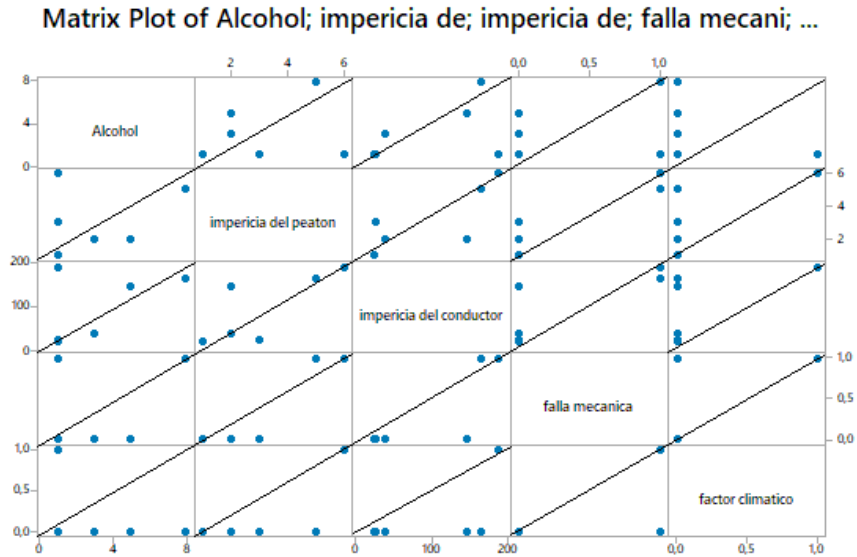 Matrix Plot of Alcohol; impericia de; impericia de; falla mecani; ...
2 4 6 0,0 0,5 1,0
8
4
0
Alcohol
impericia del peaton
6
4
2
200
100
0
impericia del conductor
falla mecanica
1,0
0,5
0,0
1,0
0,5
0,0
factor climatico
0 4 8 0 100 200 0,0 0,5 1,0